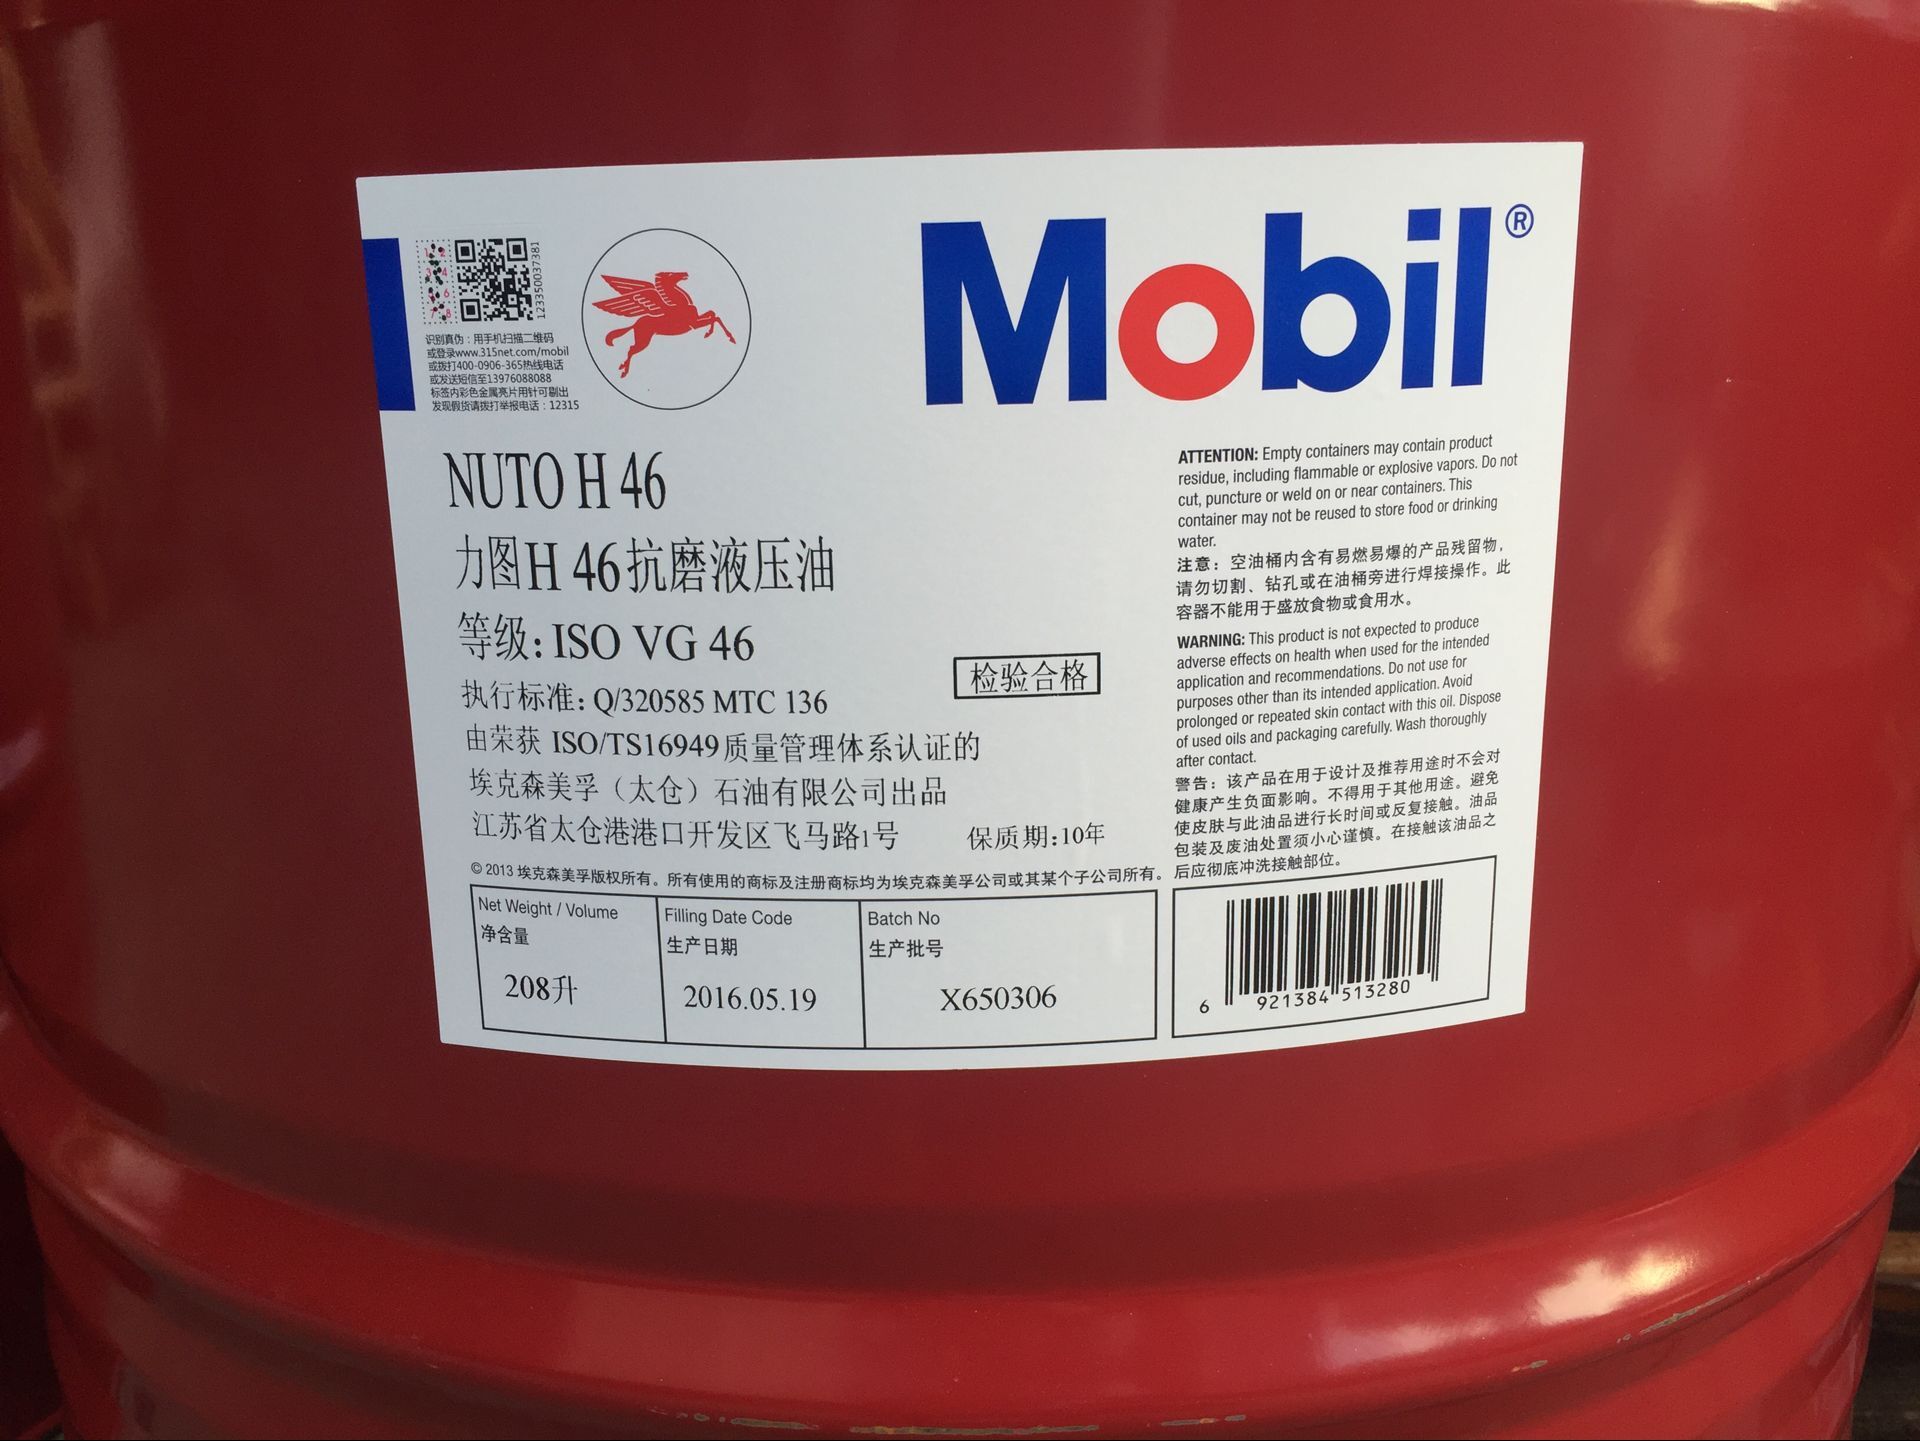 1 2
3 4
6
7 8
123350037381
识别真伪：用手机扫描二维码
或登录www.315net.com/mobil
或拨打400-0906-365热线电话
或发送短信至13976088088
标签内彩色金属亮片用针可剔出
发现假货请拨打举报电话：12315
Mobil®
NUTO H 46
力图H 46抗磨液压油
等级: ISO VG 46
执行标准: Q/320585 MTC 136
检验合格
由荣获 ISO/TS16949质量管理体系认证的
埃克森美孚（太仓）石油有限公司出品
江苏省太仓港港口开发区飞马路1号
保质期:10年
© 2013 埃克森美孚版权所有。所有使用的商标及注册商标均为埃克森美孚公司或其某个子公司所有。
ATTENTION: Empty containers may contain product
residue, including flammable or explosive vapors. Do not
cut, puncture or weld on or near containers. This
container may not be reused to store food or drinking
water.
注意：空油桶内含有易燃易爆的产品残留物，
请勿切割、钻孔或在油桶旁进行焊接操作。此
容器不能用于盛放食物或食用水。
WARNING: This product is not expected to produce
adverse effects on health when used for the intended
application and recommendations. Do not use for
purposes other than its intended application. Avoid
prolonged or repeated skin contact with this oil. Dispose
of used oils and packaging carefully. Wash thoroughly
after contact.
警告：该产品在用于设计及推荐用途时不会对
健康产生负面影响。不得用于其他用途。避免
使皮肤与此油品进行长时间或反复接触。油品
包装及废油处置须小心谨慎。在接触该油品之
后应彻底冲洗接触部位。
Net Weight / Volume
净含量
208升
Filling Date Code
生产日期
2016.05.19
Batch No
生产批号
X650306
6 921384 513280